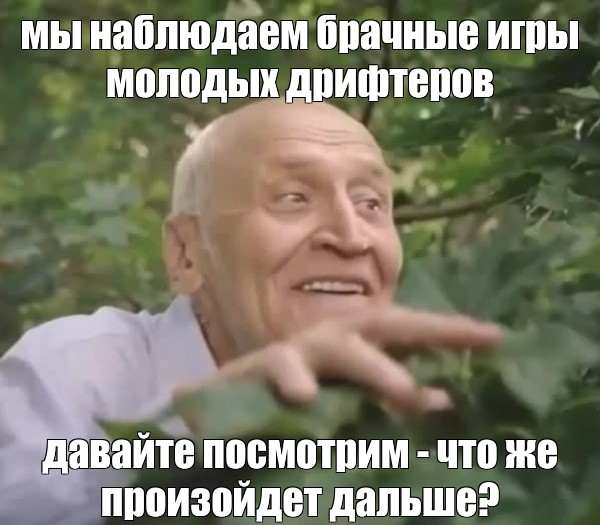 мы наблюдаем брачные игры
молодых дрифтеров
давайте посмотрим - что же
произойдет дальше?